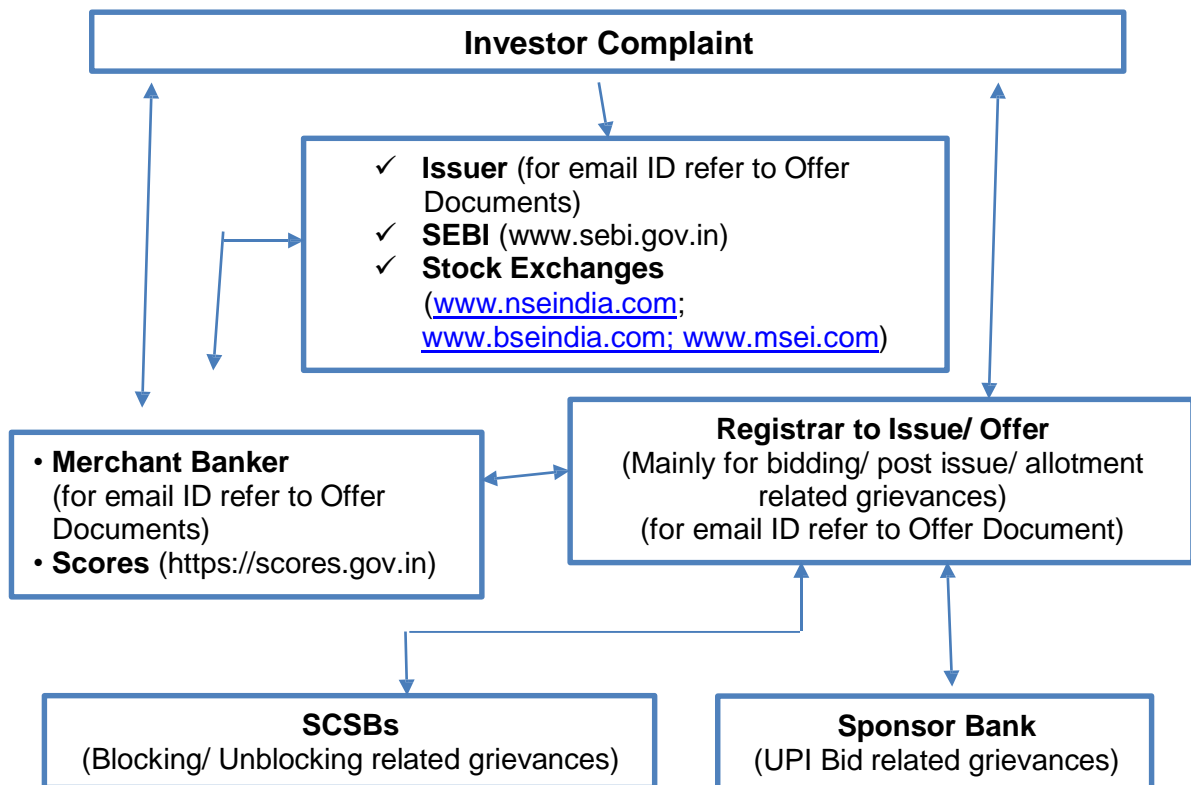 Investor Complaint
✓ Issuer (for email ID refer to Offer
Documents)
✓ SEBI (www.sebi.gov.in)
✓ Stock Exchanges
(www.nseindia.com;
www.bseindia.com; www.msei.com)
• Merchant Banker
(for email ID refer to Offer
Documents)
• Scores (https://scores.gov.in)
Registrar to Issue/ Offer
(Mainly for bidding/ post issue/ allotment
related grievances)
(for email ID refer to Offer Document)
SCSBs
(Blocking/ Unblocking related grievances)
Sponsor Bank
(UPI Bid related grievances)